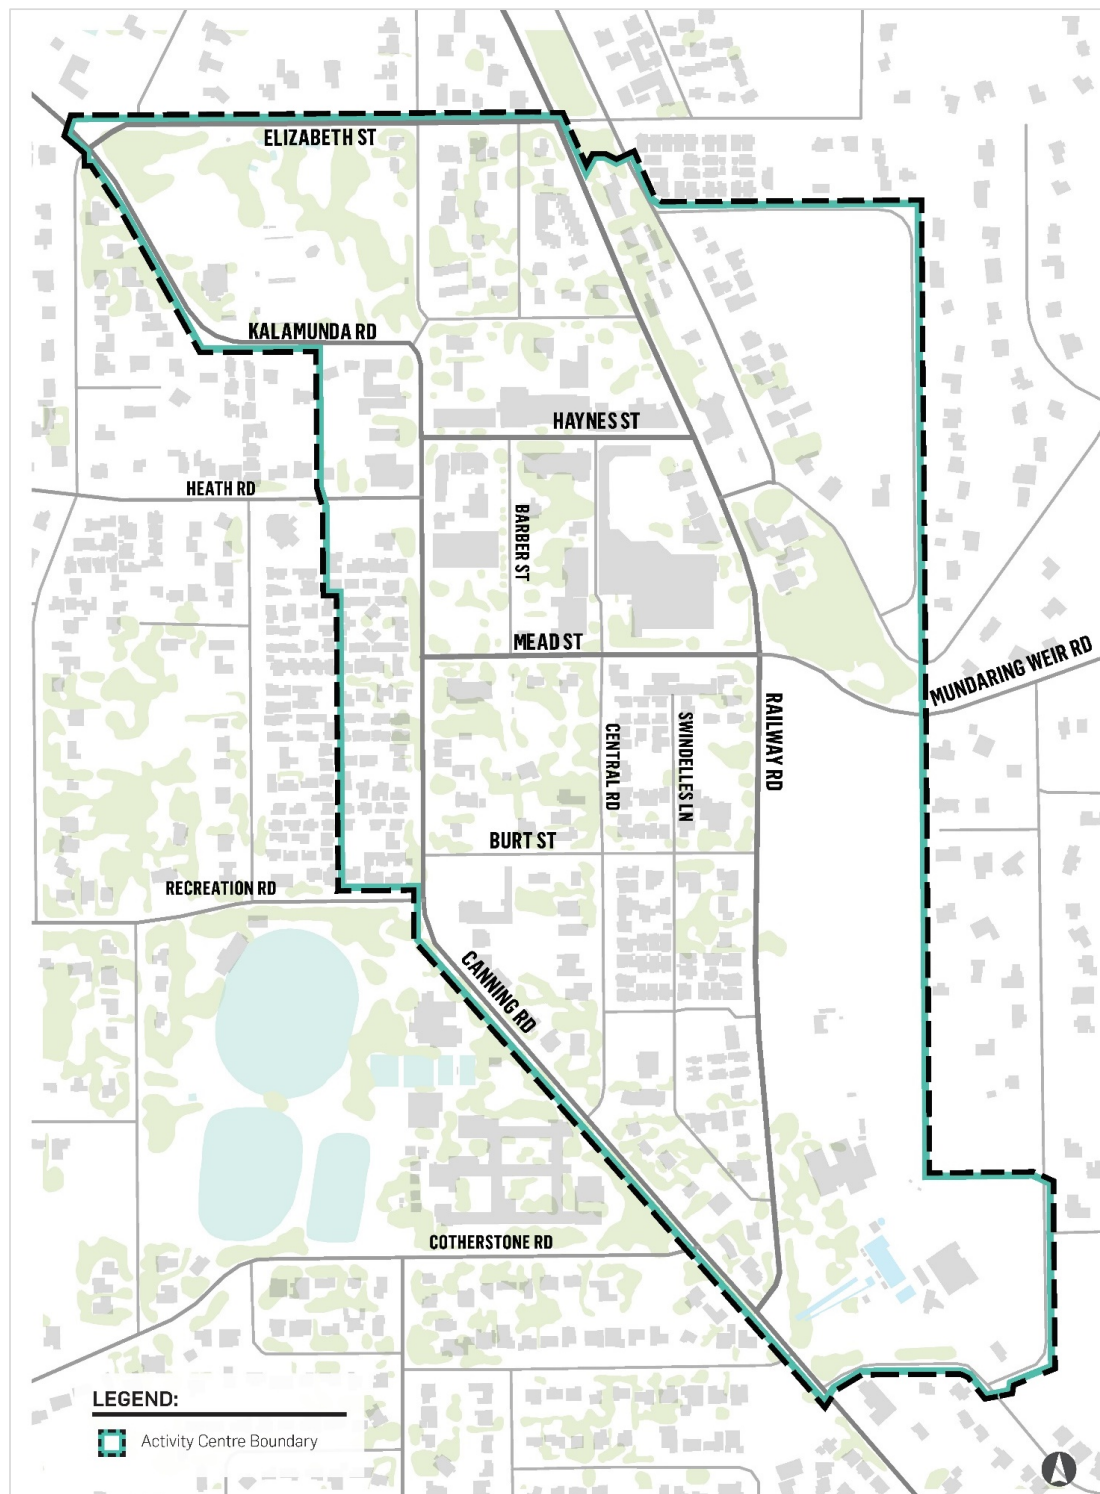 ELIZABETH ST
KALAMUNDA RD
HAYNES ST
HEATH RD
BARBER ST
MEAD ST
MUNDARING WEIR RD
RAILWAY RD
SWINDELLES LN
CENTRAL RD
BURT ST
RECREATION RD
CANNING RD
COTHERSTONE RD
LEGEND:
Activity Centre Boundary